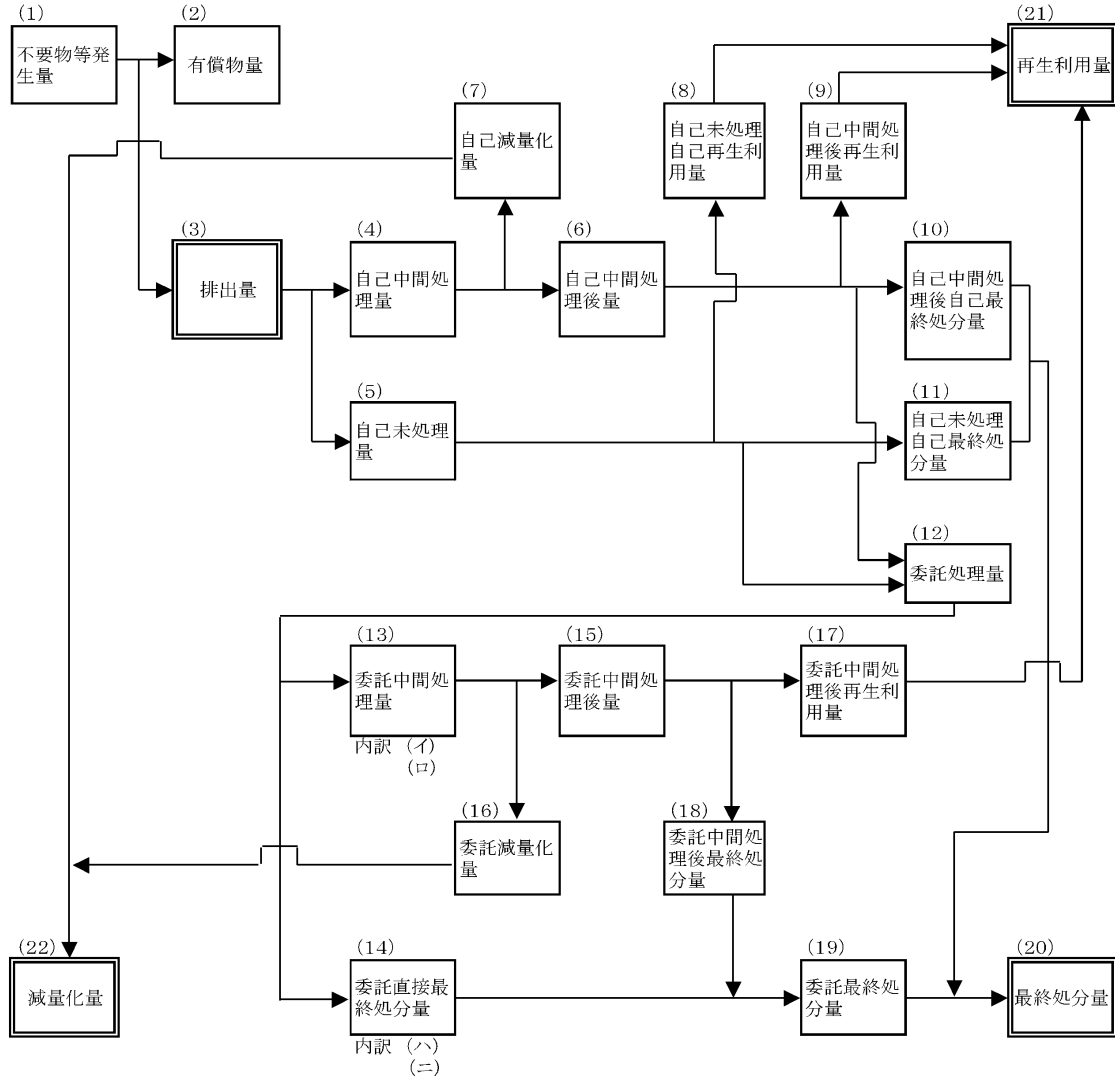 (1)
不要物等発
生量
(2)
有償物量
(21)
再生利用量
(7)
自己減量化
量
(8)
自己未処理
自己再生利
用量
(9)
自己中間処
理後再生利
用量
(3)
排出量
(4)
自己中間処
理量
(6)
自己中間処
理後量
(10)
自己中間処
理後自己最
終処分量
(5)
自己未処理
量
(11)
自己未処理
自己最終処
分量
(12)
委託処理量
(13)
委託中間処
理量
内訳 (イ)
(ロ)
(15)
委託中間処
理後量
(17)
委託中間処
理後再生利
用量
(16)
委託減量化
量
(18)
委託中間処
理後最終処
分量
(22)
減量化量
(14)
委託直接最
終処分量
内訳 (ハ)
(ニ)
(19)
委託最終処
分量
(20)
最終処分量